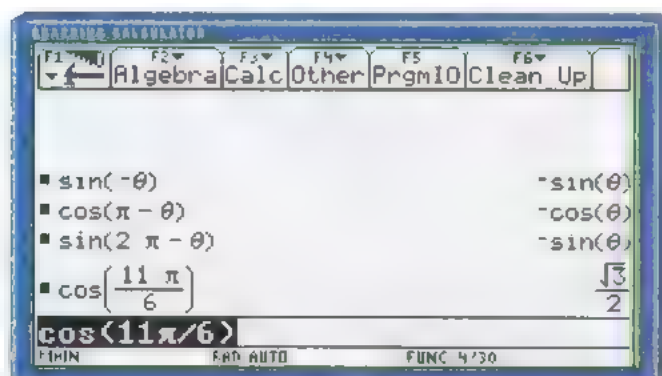 F1 F2▼ F3▼ F4▼ F5 F6▼
Algebra Calc Other PrgmIO Clean Up
▪ sin(-θ) -sin(θ)
▪ cos(π - θ) -cos(θ)
▪ sin(2 π - θ) -sin(θ)
▪ cos(11 π/6) √3/2
cos(11π/6)
MAIN RAD AUTO FUNC 4/30